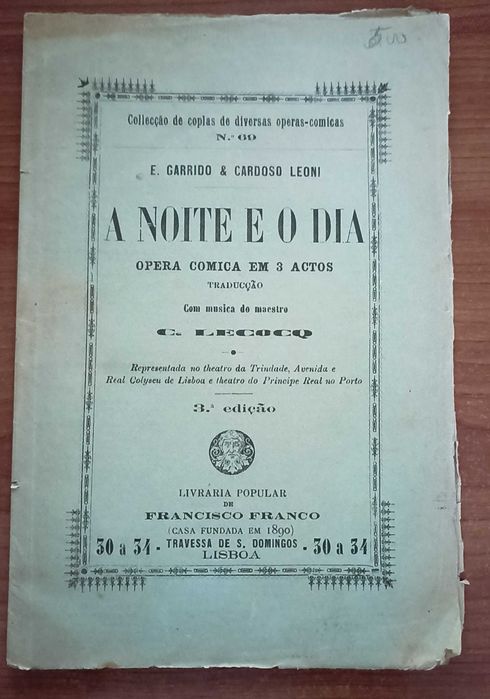 Collecção de coplas de diversas operas-comicas
N.º 69
E. GARRIDO & CARDOSO LEONI
A NOITE E O DIA
OPERA COMICA EM 3 ACTOS
TRADUCÇÃO
Com musica do maestro
C. LECOCQ
Representada no theatro da Trindade, Avenida e
Real Colyseu de Lisboa e theatro do Principe Real no Porto
3.ª edição
LIVRARIA POPULAR
DE
FRANCISCO FRANCO
(CASA FUNDADA EM 1890)
30 a 34 - TRAVESSA DE S. DOMINGOS - 30 a 34
LISBOA